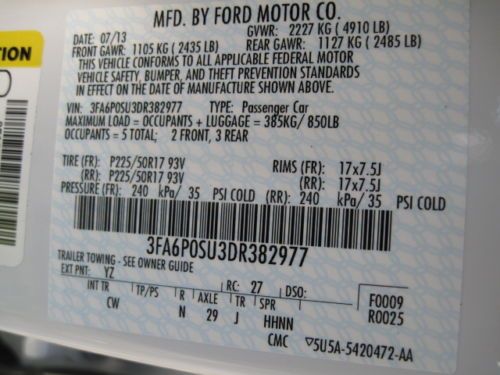 MFD. BY FORD MOTOR CO.
DATE: 07/13 GVWR: 2227 KG ( 4910 LB)
FRONT GAWR: 1105 KG ( 2435 LB) REAR GAWR: 1127 KG ( 2485 LB)
THIS VEHICLE CONFORMS TO ALL APPLICABLE FEDERAL MOTOR
VEHICLE SAFETY, BUMPER, AND THEFT PREVENTION STANDARDS
IN EFFECT ON THE DATE OF MANUFACTURE SHOWN ABOVE.
VIN: 3FA6P0SU3DR382977 TYPE: Passenger Car
MAXIMUM LOAD = OCCUPANTS + LUGGAGE = 385KG/ 850LB
OCCUPANTS = 5 TOTAL; 2 FRONT, 3 REAR
TIRE (FR): P225/50R17 93V RIMS (FR): 17x7.5J
(RR): P225/50R17 93V (RR): 17x7.5J
PRESSURE (FR): 240 kPa/ 35 PSI COLD (RR): 240 kPa/ 35 PSI COLD
3FA6P0SU3DR382977
TRAILER TOWING - SEE OWNER GUIDE
EXT PNT: YZ RC: 27 DSO: F0009
INT TR TP/PS R AXLE TR SPR R0025
CW N 29 J HHNN
CMC ▽5U5A-5420472-AA